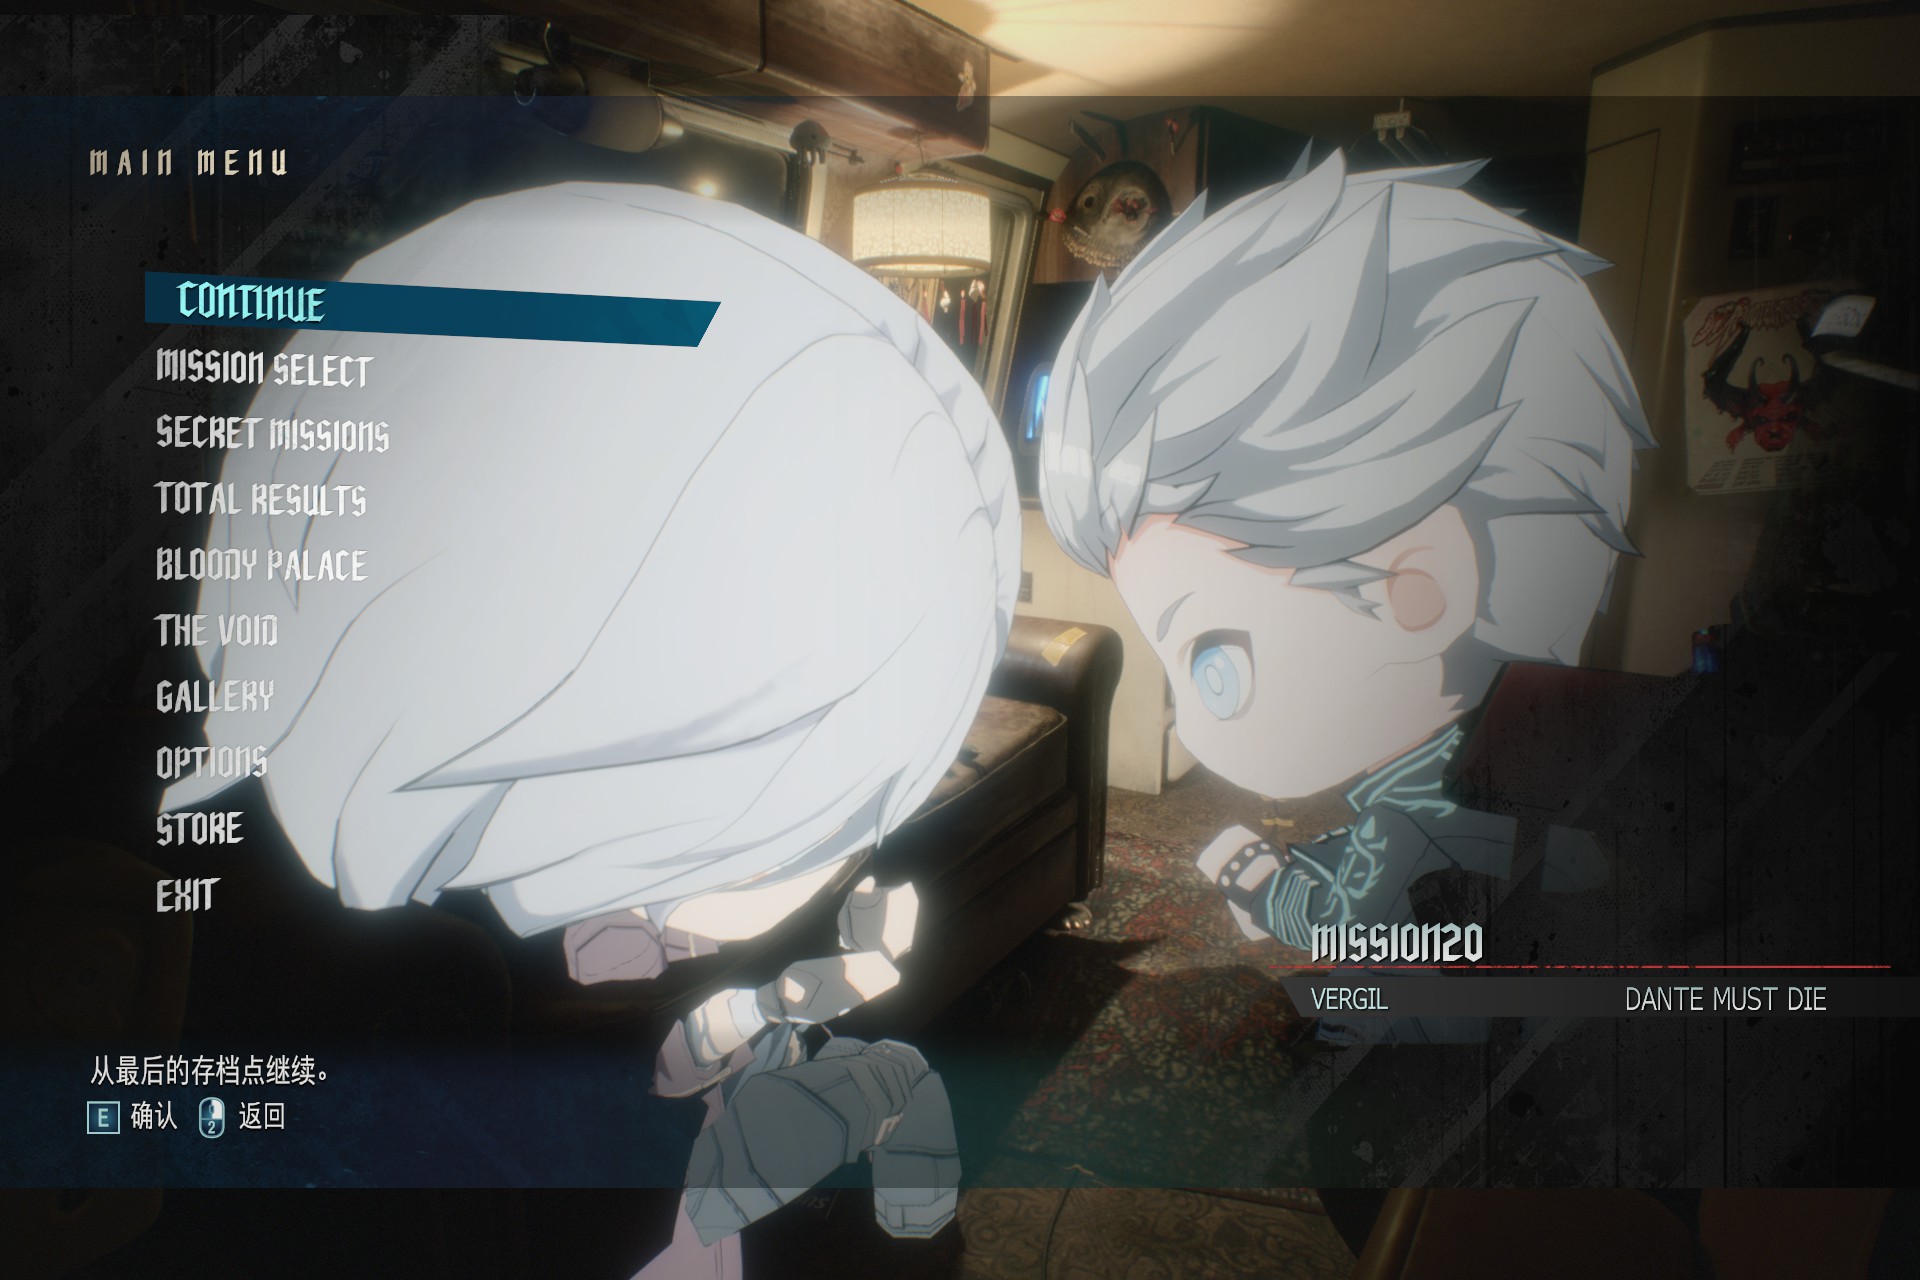 MAIN MENU
CONTINUE
MISSION SELECT
SECRET MISSIONS
TOTAL RESULTS
BLOODY PALACE
THE VOID
GALLERY
OPTIONS
STORE
EXIT
MISSION20
VERGIL DANTE MUST DIE
从最后的存档点继续。
E 确认 2 返回